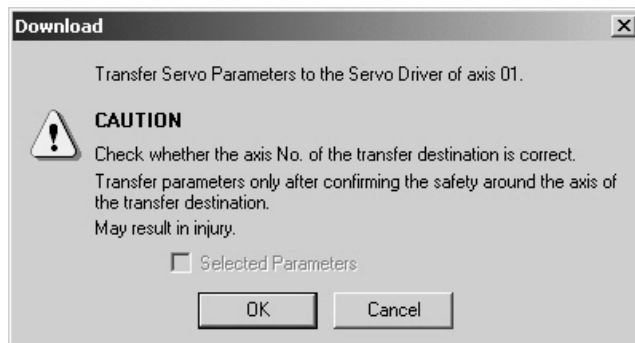 Download
Transfer Servo Parameters to the Servo Driver of axis 01.
CAUTION
Check whether the axis No. of the transfer destination is correct.
Transfer parameters only after confirming the safety around the axis of
the transfer destination.
May result in injury.
Selected Parameters
OK Cancel